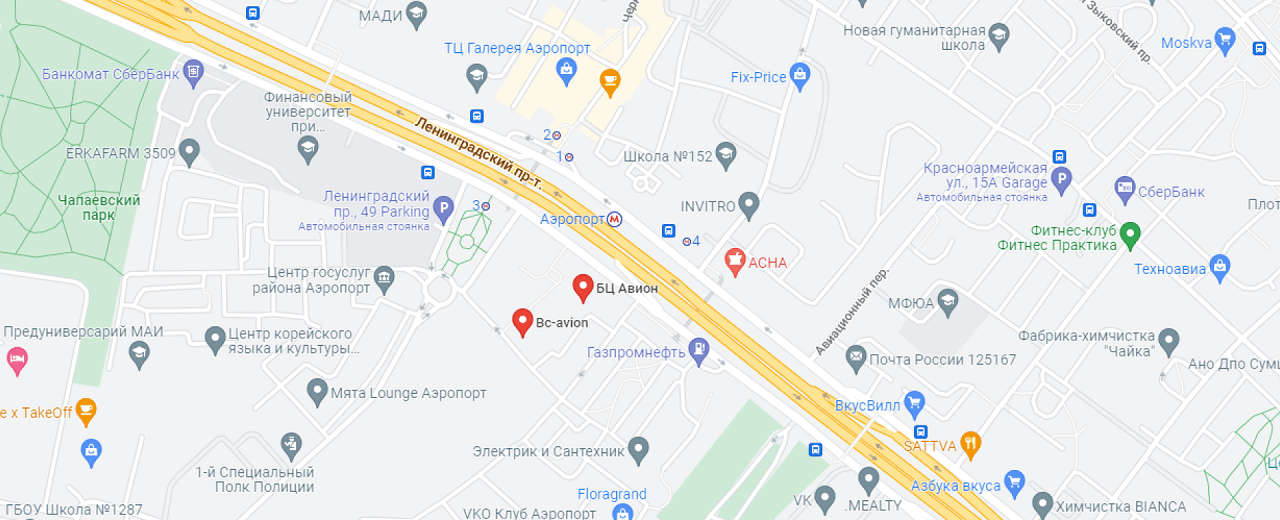 МАДИ
ТЦ Галерея Аэропорт
Новая гуманитарная
школа
Moskva
Банкомат СберБанк
Fix-Price
Финансовый
университет
при...
Ленинградский пр-т.
2
1
ERKAFARM 3509
Школа №152
Красноармейская
ул., 15А Garage
Автомобильная стоянка
СберБанк
Чапаевский
парк
Ленинградский
пр., 49 Parking
Автомобильная стоянка
3
Аэропорт
INVITRO
4
Фитнес-клуб
Фитнес Практика
АСНА
Техноавиа
Центр госуслуг
района Аэропорт
БЦ Авион
Bc-avion
Авиационный пер.
МФЮА
Предуниверсарий МАИ
Центр корейского
языка и культуры...
Газпромнефть
Почта России 125167
Фабрика-химчистка
"Чайка"
Ано Дпо
Мята Lounge Аэропорт
e x TakeOff
ВкусВилл
SATTVA
Электрик и Сантехник
1-й Специальный
Полк Полиции
Азбука вкуса
Floragrand
VK
.MEALTY
Химчистка BIANCA
ГБОУ Школа №1287
VKO Клуб Аэропорт